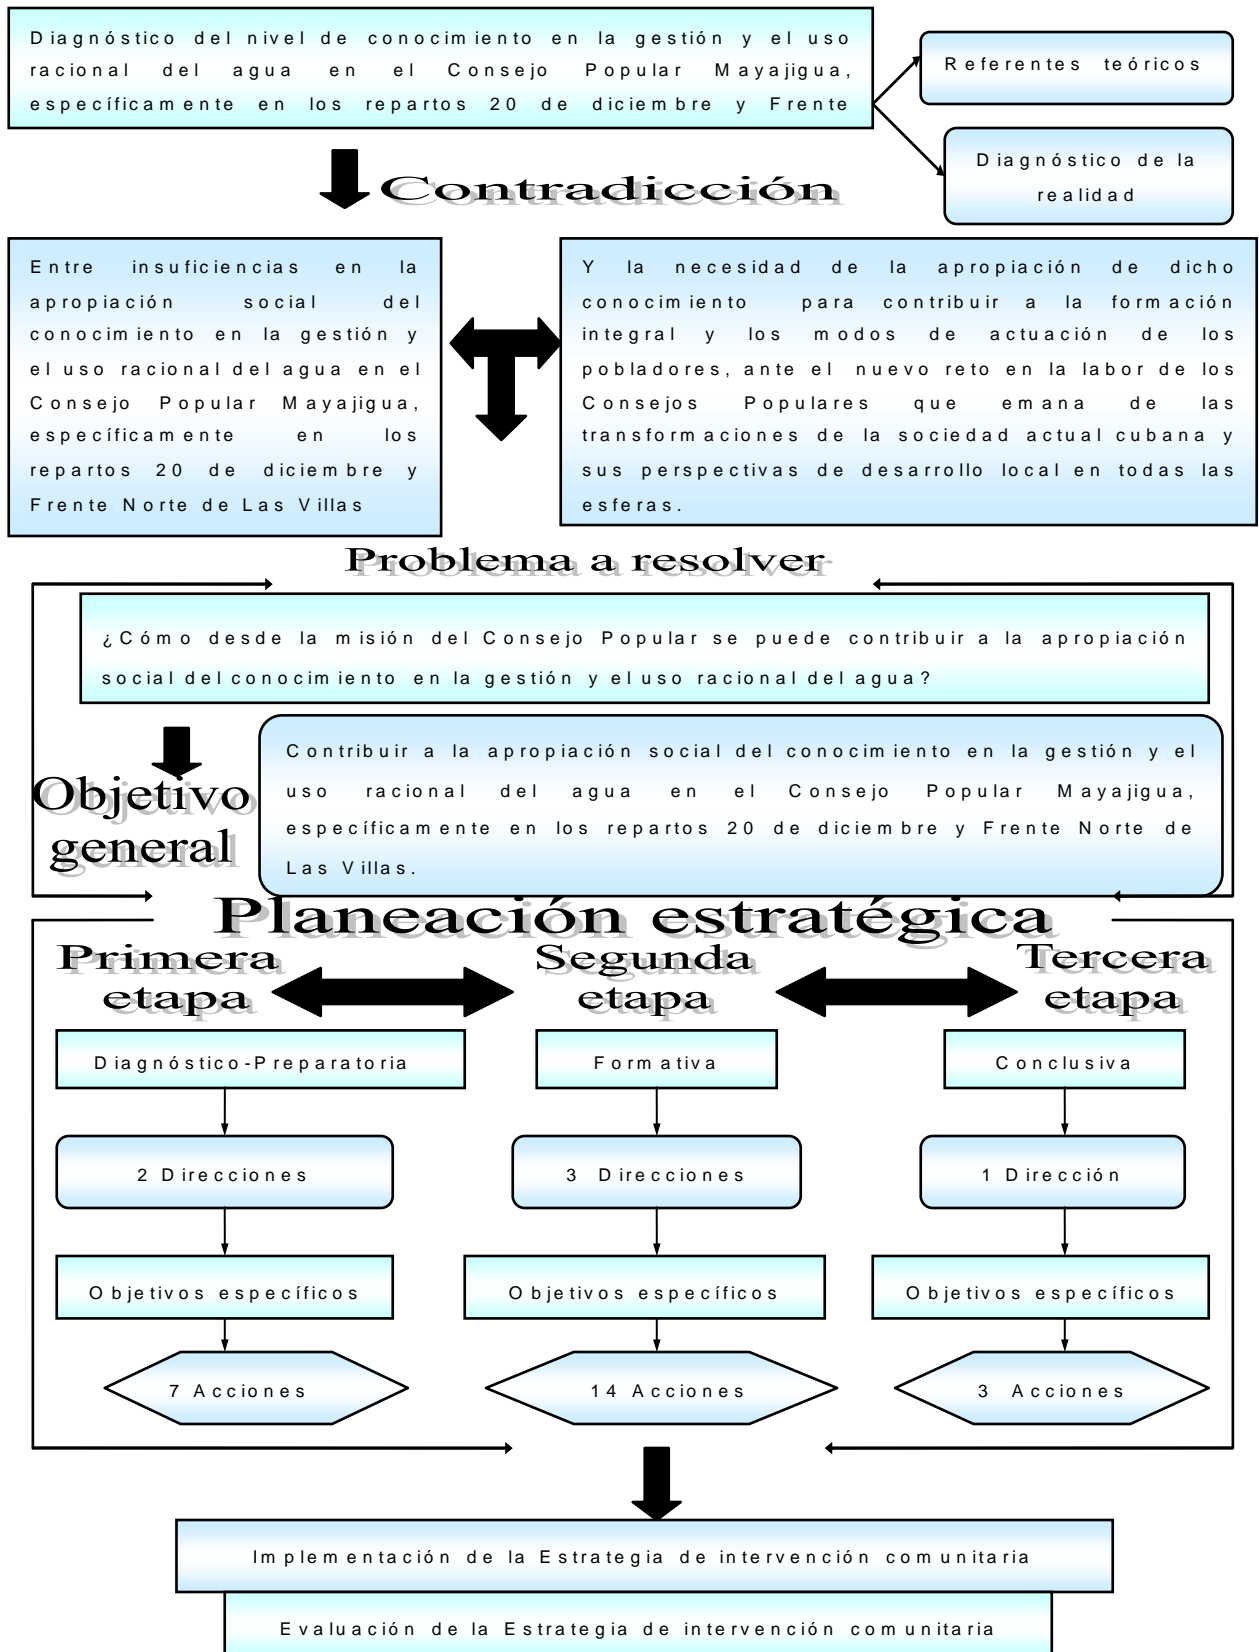 Diagnóstico del nivel de conocimiento en la gestión y el uso
racional del agua en el Consejo Popular Mayajigua,
específicamente en los repartos 20 de diciembre y Frente
Referentes teóricos
Diagnóstico de la
realidad
Contradicción
Entre insuficiencias en la
apropiación social del
conocimiento en la gestión y
el uso racional del agua en el
Consejo Popular Mayajigua,
específicamente en los
repartos 20 de diciembre y
Frente Norte de Las Villas
Y la necesidad de la apropiación de dicho
conocimiento para contribuir a la formación
integral y los modos de actuación de los
pobladores, ante el nuevo reto en la labor de los
Consejos Populares que emana de las
transformaciones de la sociedad actual cubana y
sus perspectivas de desarrollo local en todas las
esferas.
Problema a resolver
¿Cómo desde la misión del Consejo Popular se puede contribuir a la apropiación
social del conocimiento en la gestión y el uso racional del agua?
Objetivo
general
Contribuir a la apropiación social del conocimiento en la gestión y el
uso racional del agua en el Consejo Popular Mayajigua,
específicamente en los repartos 20 de diciembre y Frente Norte de
Las Villas.
Planeación estratégica
Primera
etapa
Segunda
etapa
Tercera
etapa
Diagnóstico-Preparatoria
Formativa
Conclusiva
2 Direcciones
3 Direcciones
1 Dirección
Objetivos específicos
Objetivos específicos
Objetivos específicos
7 Acciones
14 Acciones
3 Acciones
Implementación de la Estrategia de intervención comunitaria
Evaluación de la Estrategia de intervención comunitaria